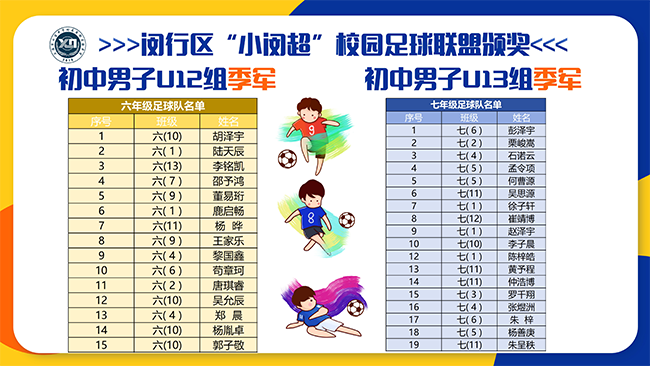 >>>闵行区“小闵超”校园足球联盟颁奖<<<
初中男子U12组季军
初中男子U13组季军
六年级足球队名单
序号 班级 姓名
1 六(10) 胡泽宇
2 六( 1 ) 陆天辰
3 六(13) 李铭凯
4 六( 7 ) 邵予鸿
5 六( 9 ) 董易珩
6 六( 1 ) 鹿启畅
7 六(11) 杨 晔
8 六( 9 ) 王家乐
9 六( 4 ) 黎国鑫
10 六( 6 ) 荀章珂
11 六( 2 ) 唐琪睿
12 六(10) 吴允辰
13 六( 4 ) 郑 晨
14 六(10) 杨胤卓
15 六(10) 郭子敬
七年级足球队名单
序号 班级 姓名
1 七( 6 ) 彭泽宇
2 七( 2 ) 栗峻嵩
3 七( 4 ) 石诺云
4 七( 5 ) 孟令项
5 七( 5 ) 何曹源
6 七(11) 吴思源
7 七( 1 ) 徐子轩
8 七(12) 崔靖博
9 七( 1 ) 赵泽宇
10 七(10) 李子晨
12 七( 1 ) 陈梓皓
13 七(11) 黄予程
14 七(11) 仲浩博
15 七( 3 ) 罗千翔
16 七( 4 ) 张煜洲
17 七( 6 ) 朱 梓
18 七( 5 ) 杨善庚
19 七(11) 朱呈秩
9
8